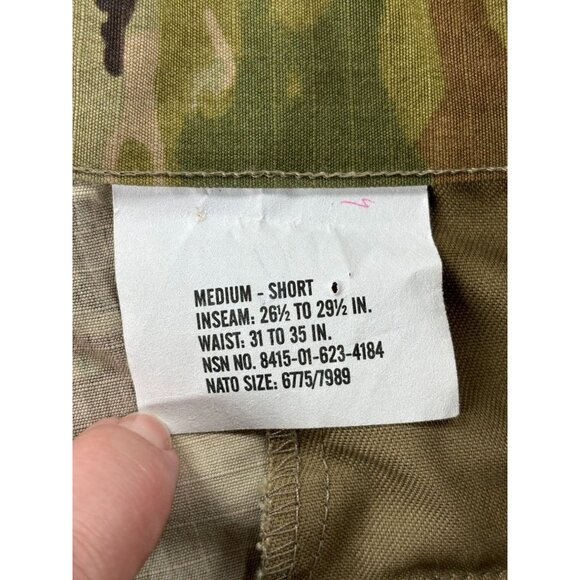 MEDIUM - SHORT
INSEAM: 26½ TO 29½ IN.
WAIST: 31 TO 35 IN.
NSN NO. 8415-01-623-4184
NATO SIZE: 6775/7989